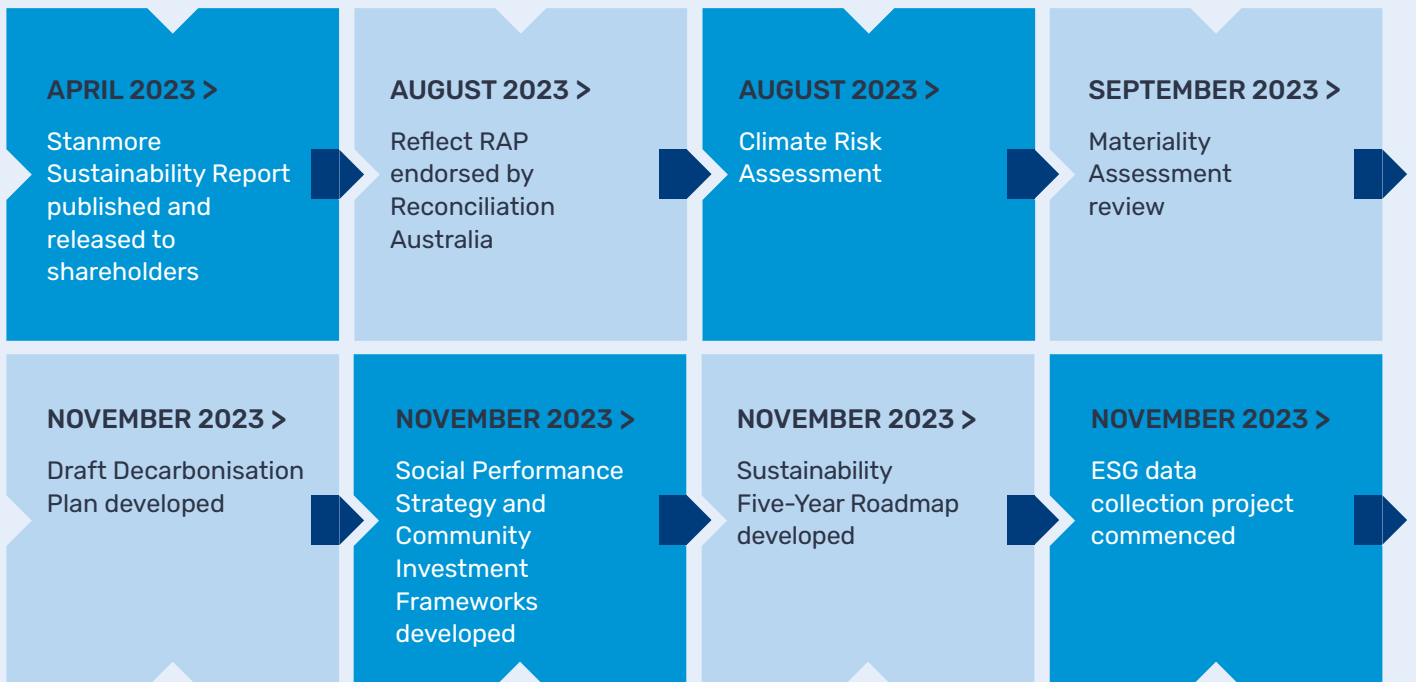 APRIL 2023 >
Stanmore
Sustainability Report
published and
released to
shareholders
AUGUST 2023 >
Reflect RAP
endorsed by
Reconciliation
Australia
AUGUST 2023 >
Climate Risk
Assessment
SEPTEMBER 2023 >
Materiality
Assessment
review
NOVEMBER 2023 >
Draft Decarbonisation
Plan developed
NOVEMBER 2023 >
Social Performance
Strategy and
Community
Investment
Frameworks
developed
NOVEMBER 2023 >
Sustainability
Five-Year Roadmap
developed
NOVEMBER 2023 >
ESG data
collection project
commenced